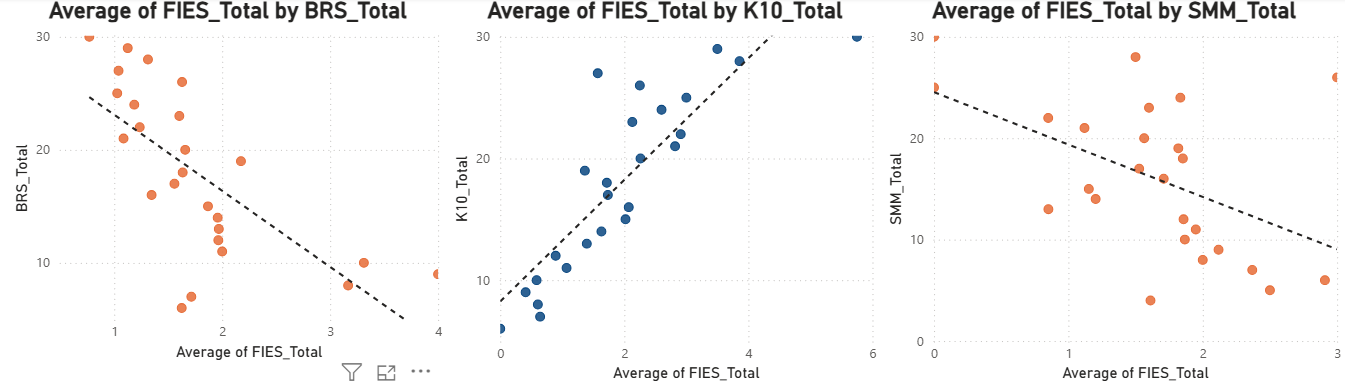 Average of FIES_Total by BRS_Total
30
20
10
BRS_Total
1 2 3 4
Average of FIES_Total
Average of FIES_Total by K10_Total
30
20
10
K10_Total
0 2 4 6
Average of FIES_Total
Average of FIES_Total by SMM_Total
30
20
10
0
SMM_Total
0 1 2 3
Average of FIES_Total